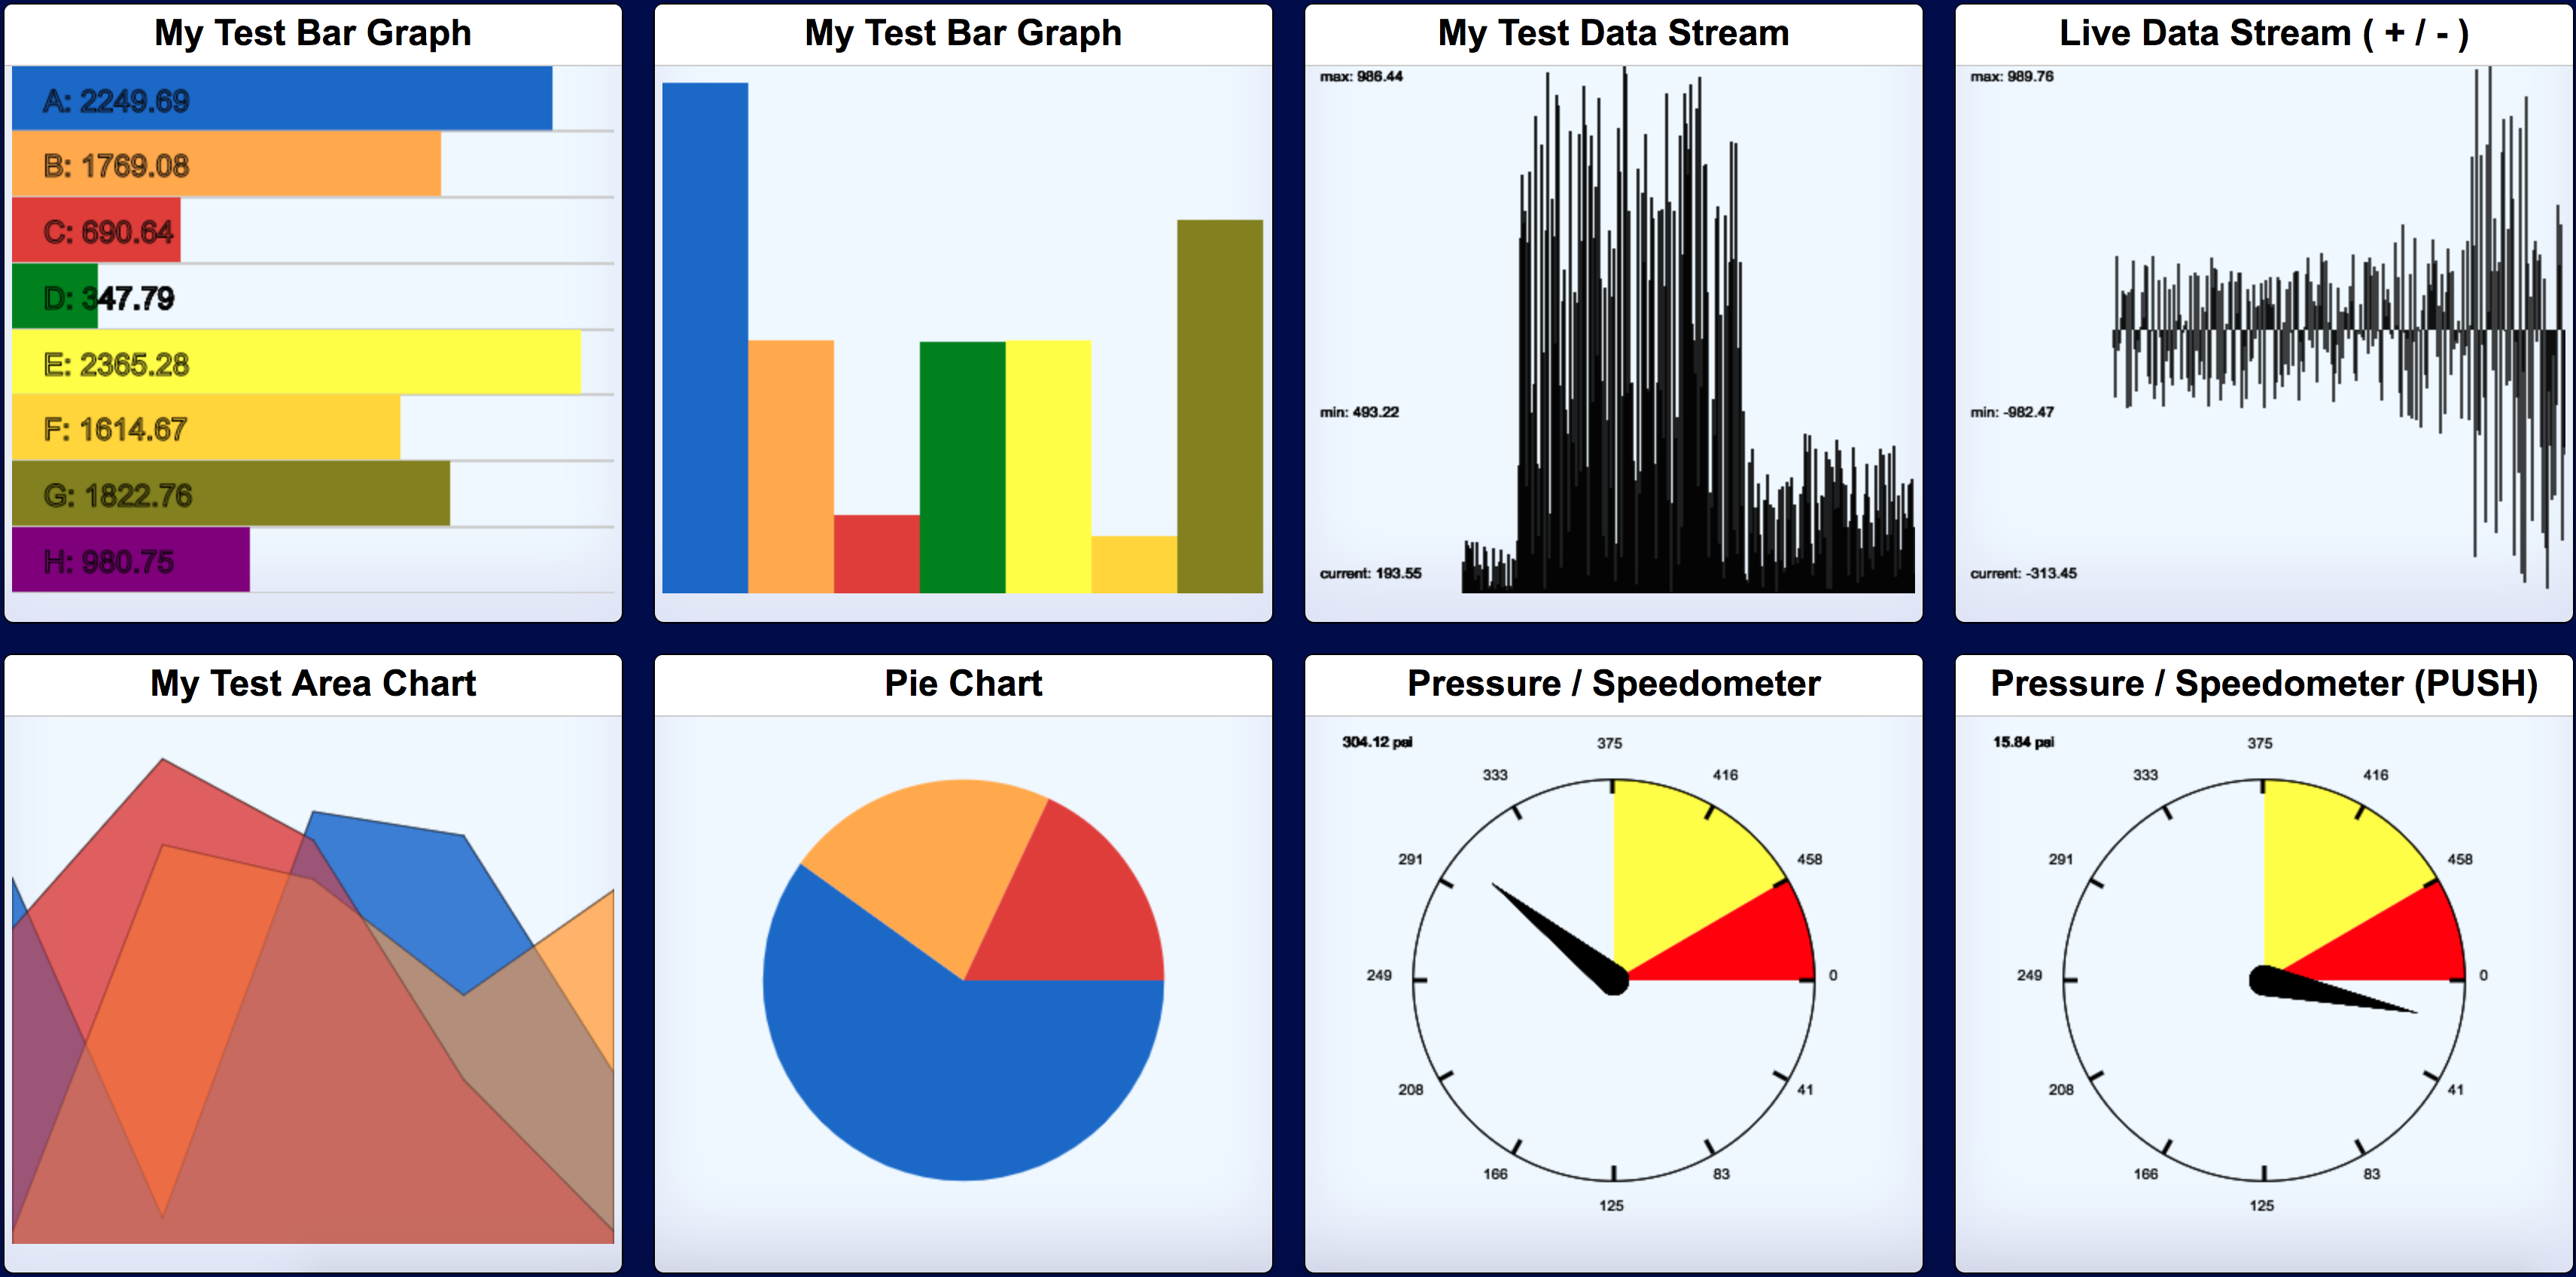 My Test Bar Graph
A: 2249.69
B: 1769.08
C: 690.64
D: 347.79
E: 2365.28
F: 1614.67
G: 1822.76
H: 980.75
My Test Bar Graph
My Test Data Stream
max: 986.44
min: 493.22
current: 193.55
Live Data Stream ( + / - )
max: 989.76
min: -982.47
current: -313.45
My Test Area Chart
Pie Chart
Pressure / Speedometer
304.12 psi
375
333
416
291
458
249
0
208
41
166
83
125
Pressure / Speedometer (PUSH)
15.84 psi
375
333
416
291
458
249
0
208
41
166
83
125